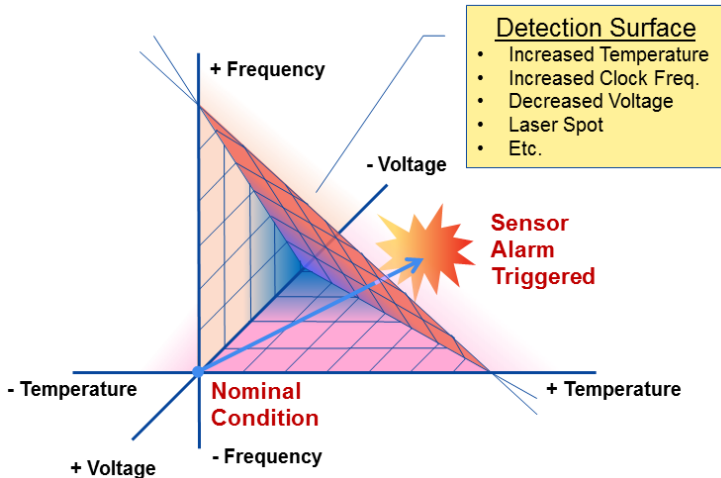 Detection Surface
• Increased Temperature
• Increased Clock Freq.
• Decreased Voltage
• Laser Spot
• Etc.
+ Frequency
- Voltage
Sensor
Alarm
Triggered
- Temperature
Nominal
Condition
+ Temperature
+ Voltage
- Frequency